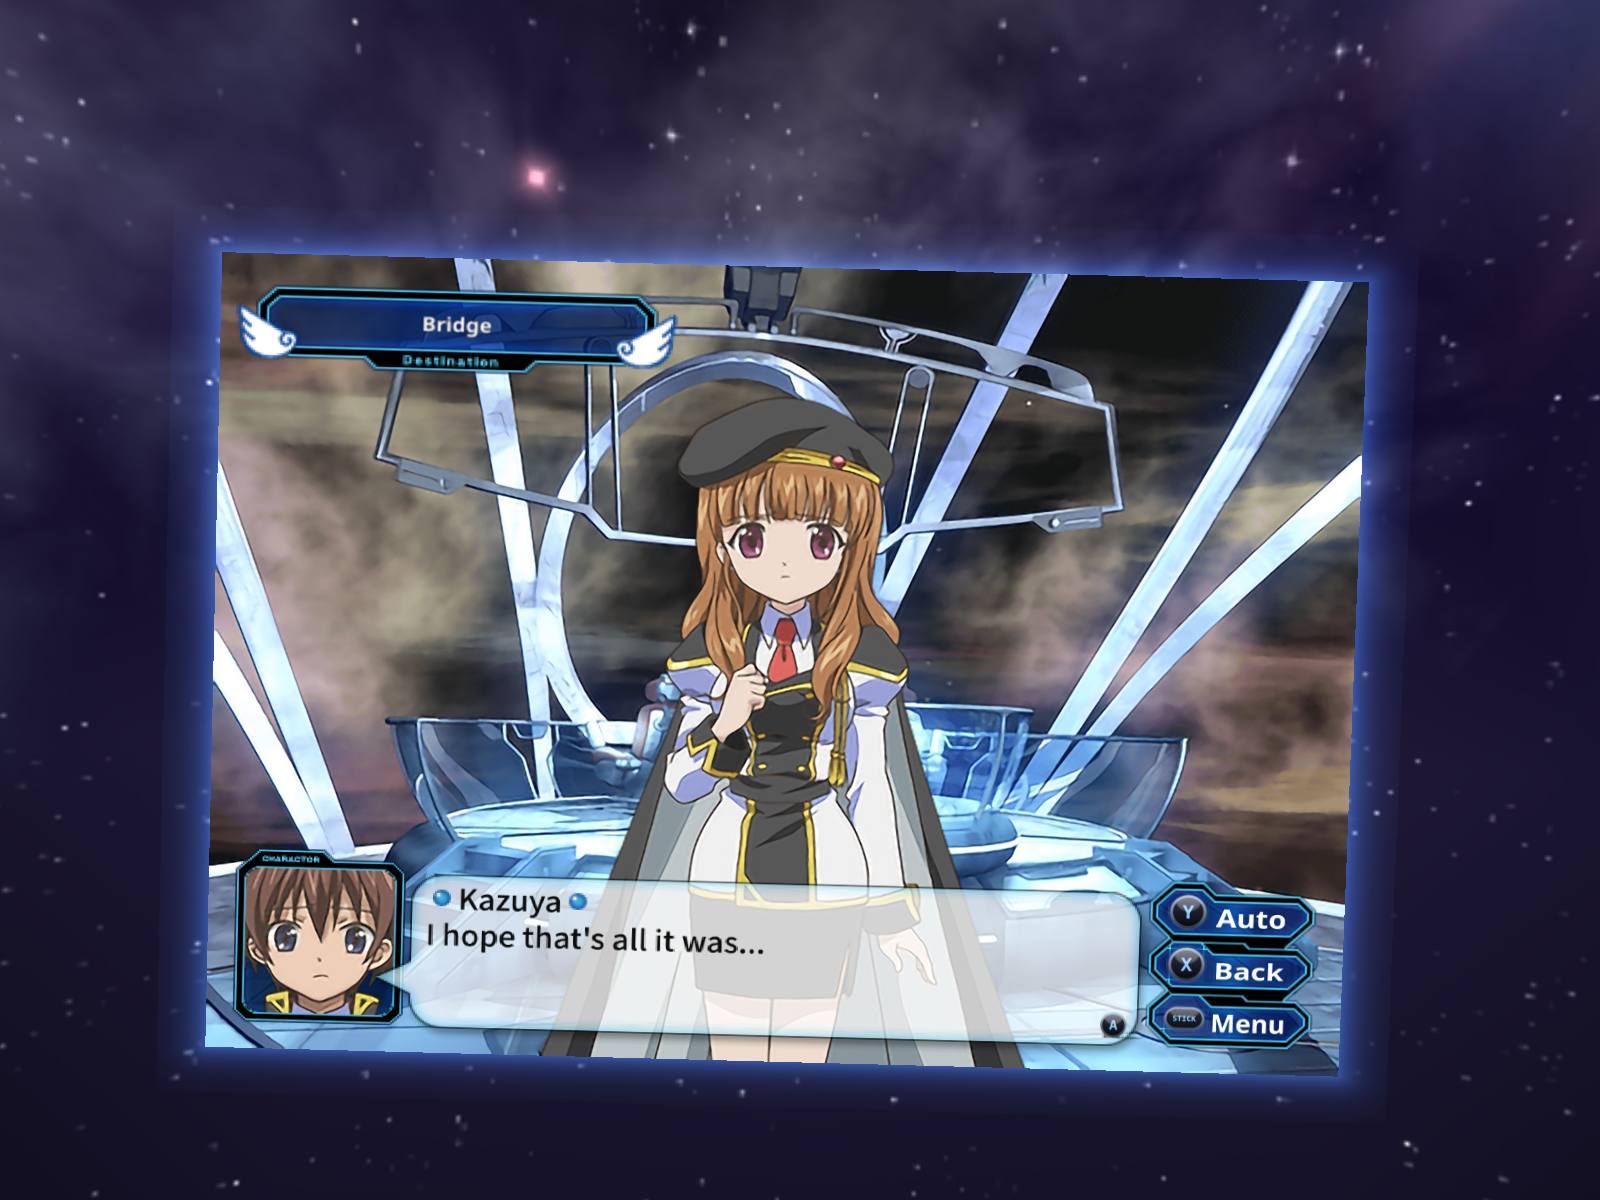 Bridge
Destination
CHARACTOR
Kazuya
I hope that's all it was...
A
Y Auto
X Back
STICK Menu